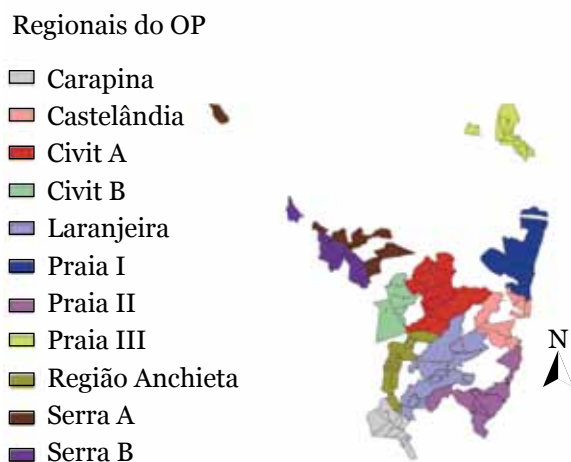 Regionais do OP
Carapina
Castelândia
Civit A
Civit B
Laranjeira
Praia I
Praia II
Praia III
Região Anchieta
Serra A
Serra B
N